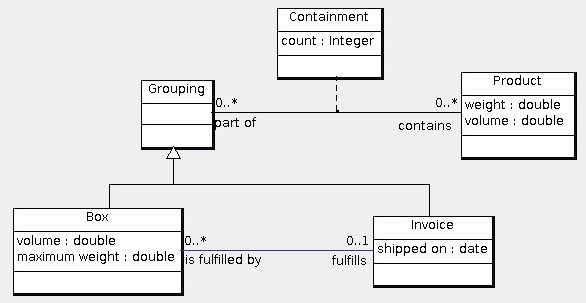 Containment
count : Integer
Grouping
0..*
part of
0..*
contains
Product
weight : double
volume : double
Box
volume : double
maximum weight : double
0..*
is fulfilled by
0..1
fulfills
Invoice
shipped on : date